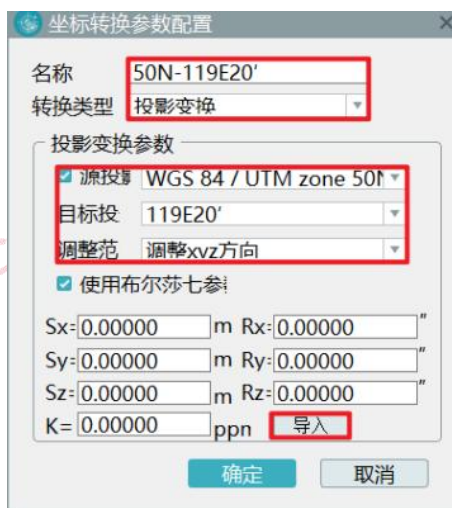 坐标转换参数配置
名称 50N-119E20′
转换类型 投影变换
投影变换参数
源投影 WGS 84 / UTM zone 50N
目标投 119E20′
调整范 调整xyz方向
使用布尔莎七参
Sx= 0.00000 m Rx: 0.00000 ″
Sy= 0.00000 m Ry: 0.00000 ″
Sz= 0.00000 m Rz: 0.00000 ″
K= 0.00000 ppn 导入
确定 取消